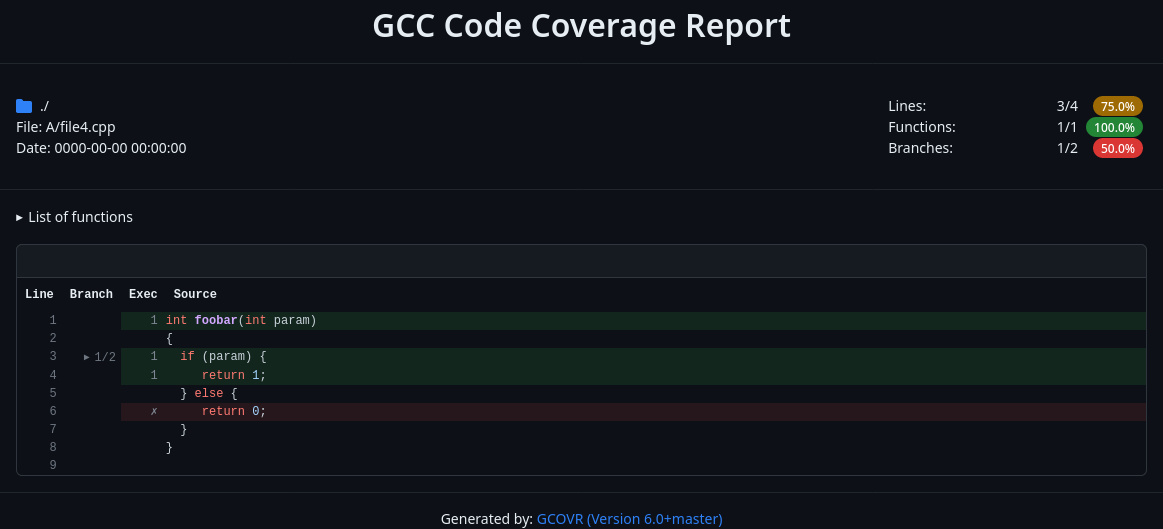 GCC Code Coverage Report
./
File: A/file4.cpp
Date: 0000-00-00 00:00:00
Lines: 3/4 75.0%
Functions: 1/1 100.0%
Branches: 1/2 50.0%
▸ List of functions
Line Branch Exec Source
1 1 int foobar(int param)
2 {
3 ▸ 1/2 1 if (param) {
4 1 return 1;
5 } else {
6 ✗ return 0;
7 }
8 }
9
Generated by: GCOVR (Version 6.0+master)